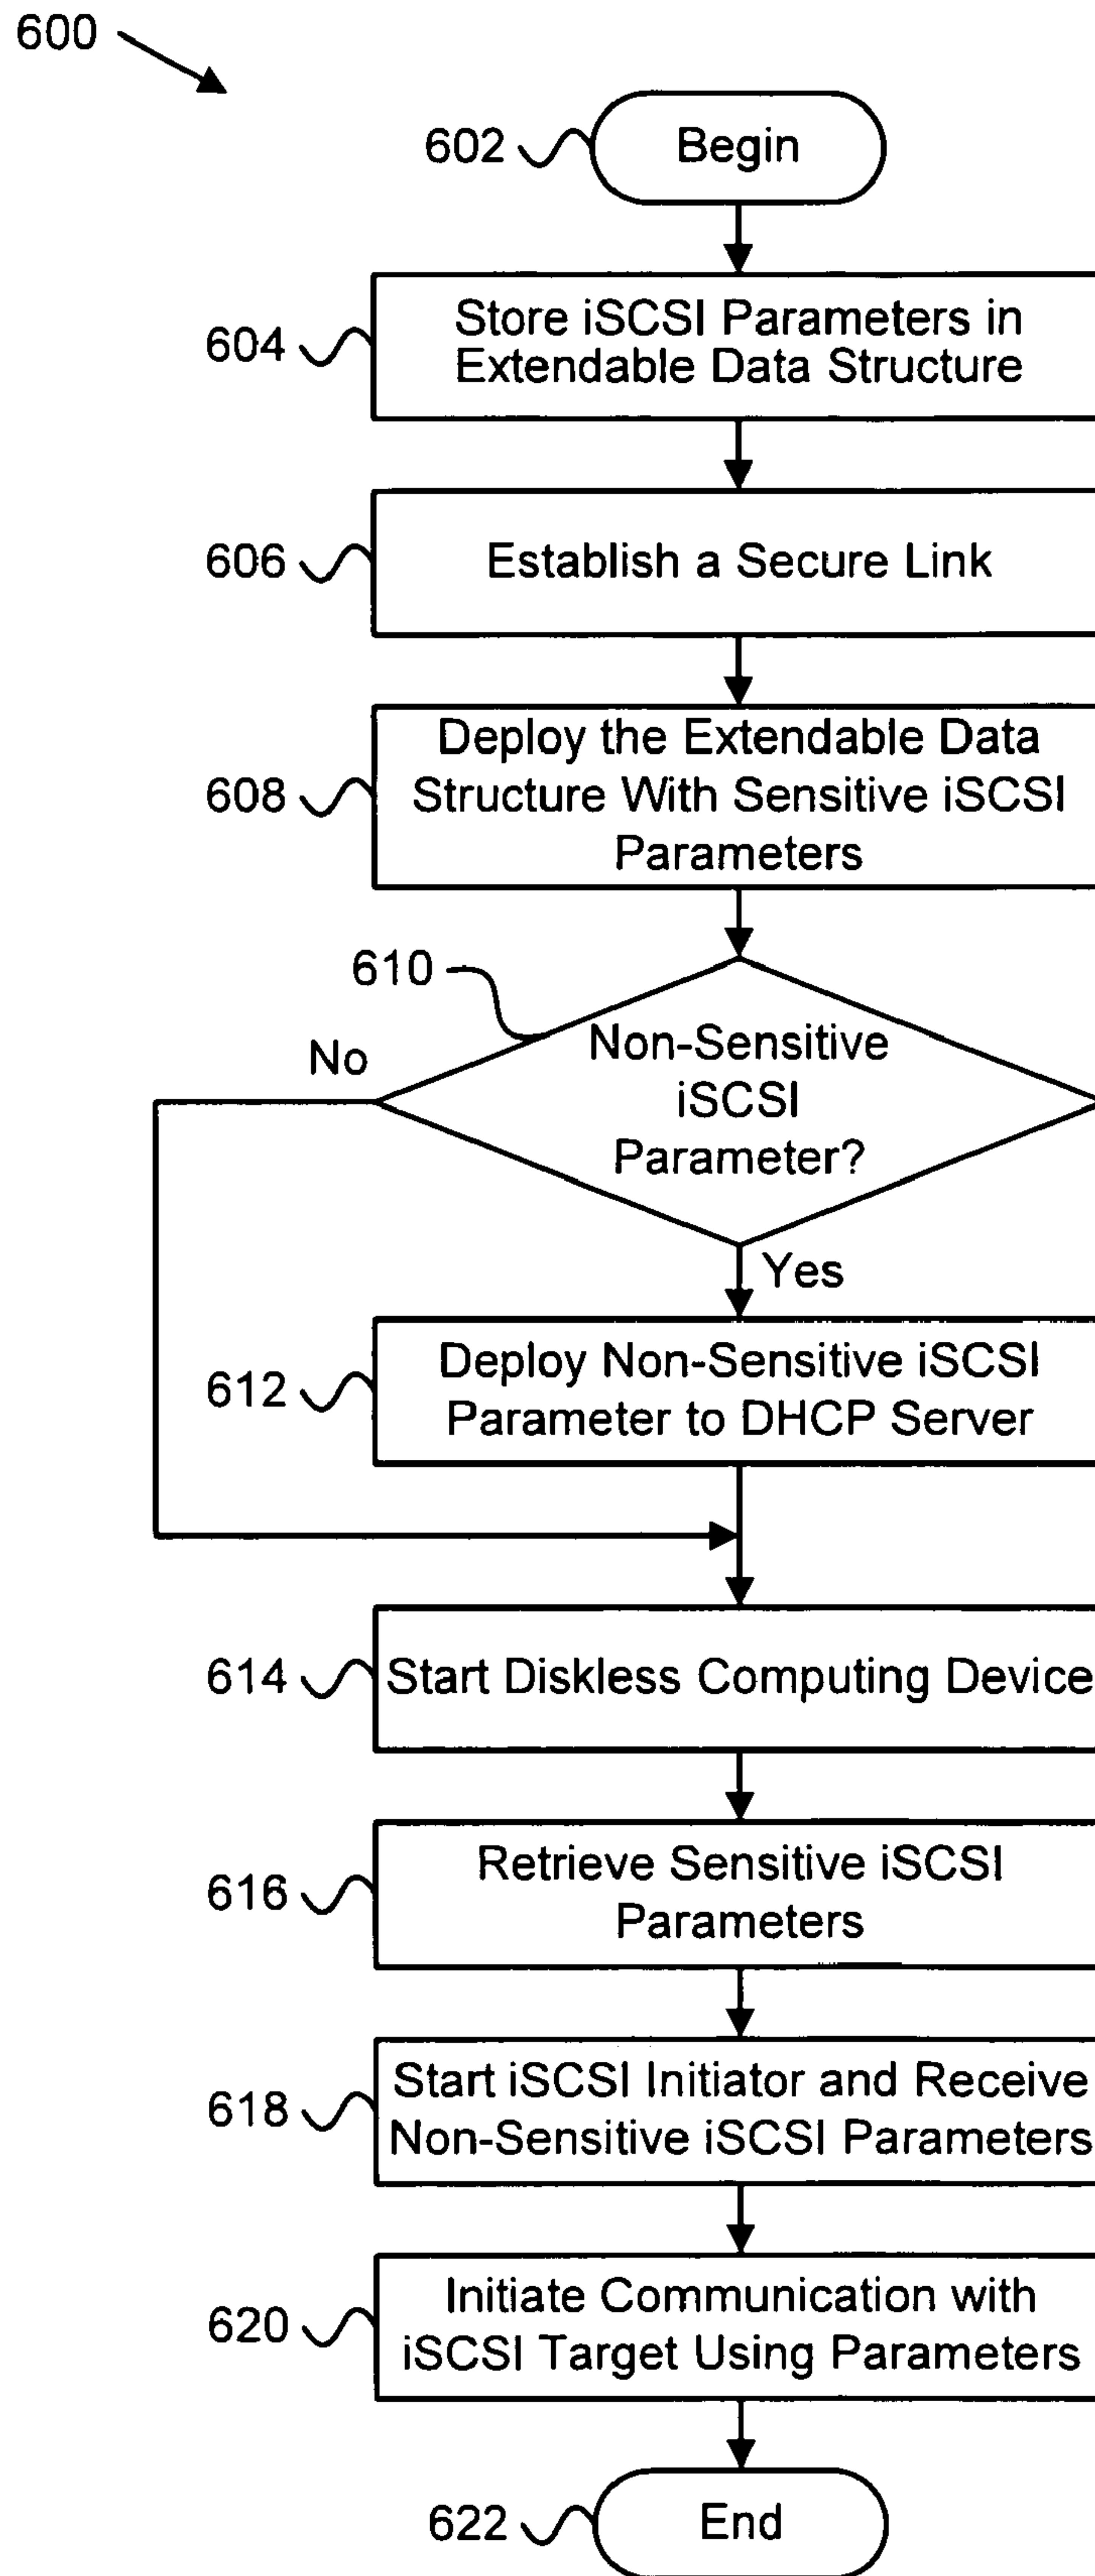 600
602
Begin
604
Store iSCSI Parameters in
Extendable Data Structure
606
Establish a Secure Link
608
Deploy the Extendable Data
Structure With Sensitive iSCSI
Parameters
610
No
Non-Sensitive
iSCSI
Parameter?
Yes
612
Deploy Non-Sensitive iSCSI
Parameter to DHCP Server
614
Start Diskless Computing Device
616
Retrieve Sensitive iSCSI
Parameters
618
Start iSCSI Initiator and Receive
Non-Sensitive iSCSI Parameters
620
Initiate Communication with
iSCSI Target Using Parameters
622
End